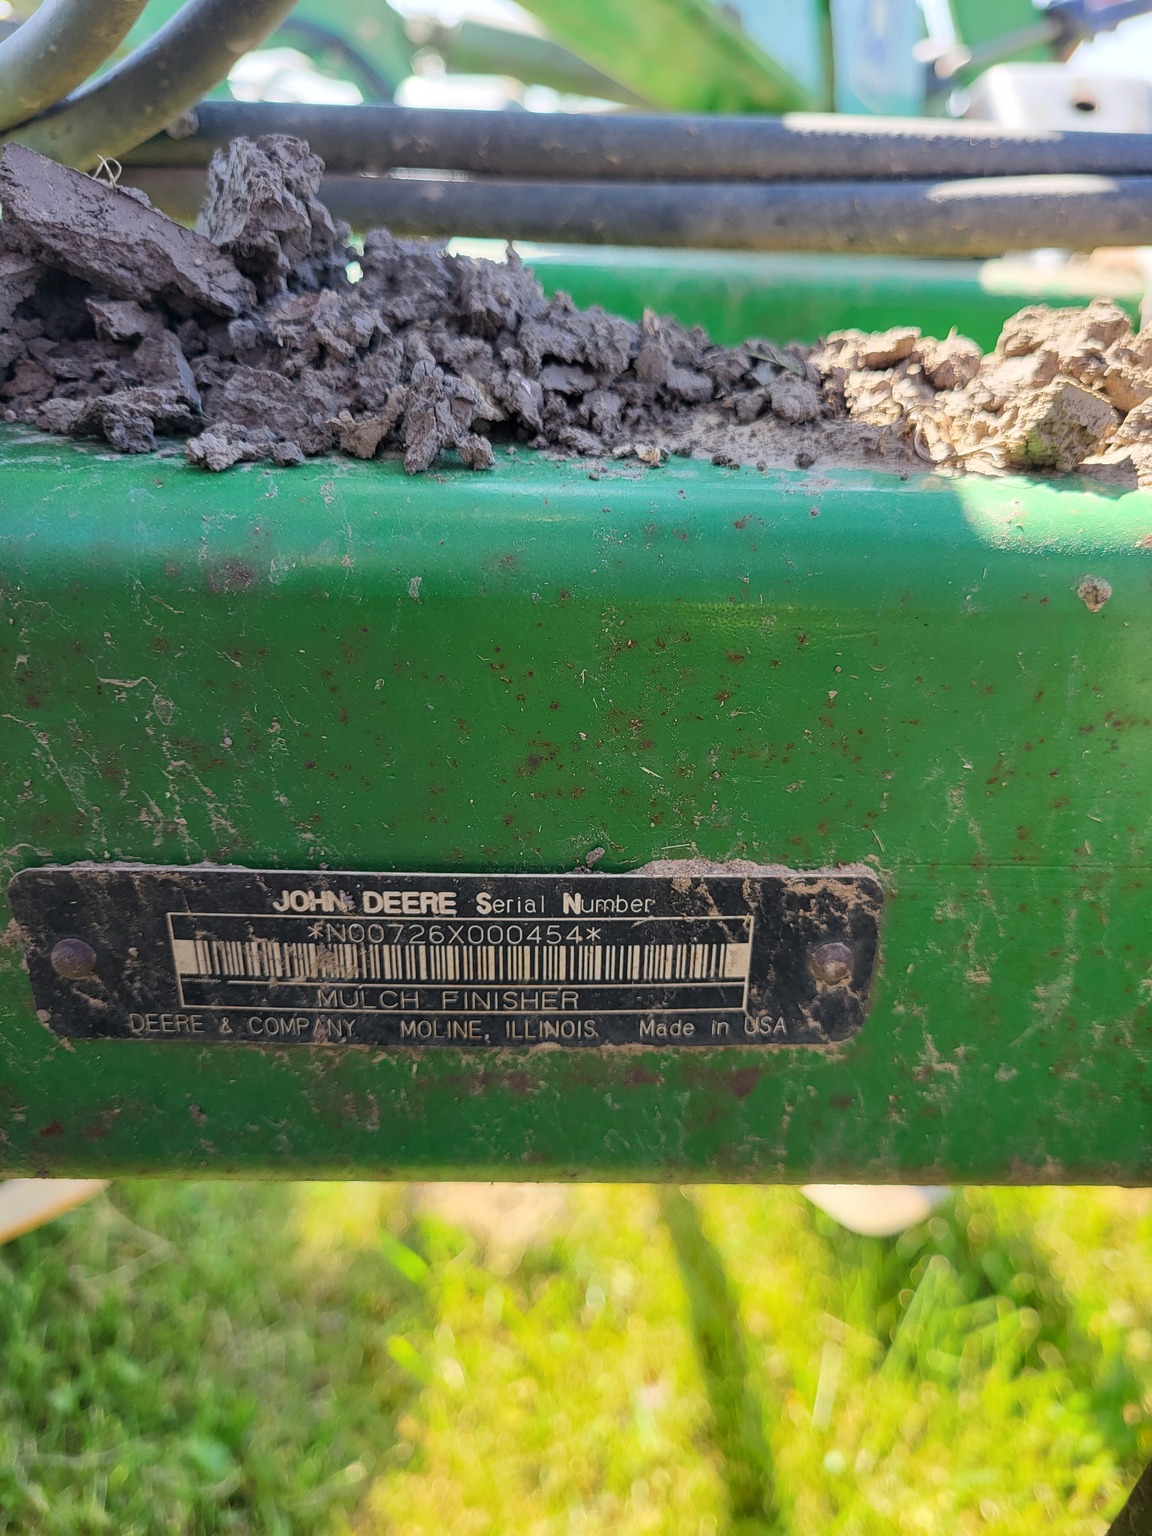 JOHN DEERE Serial Number
*N00726X000454*
MULCH FINISHER
DEERE & COMPANY MOLINE, ILLINOIS Made in USA